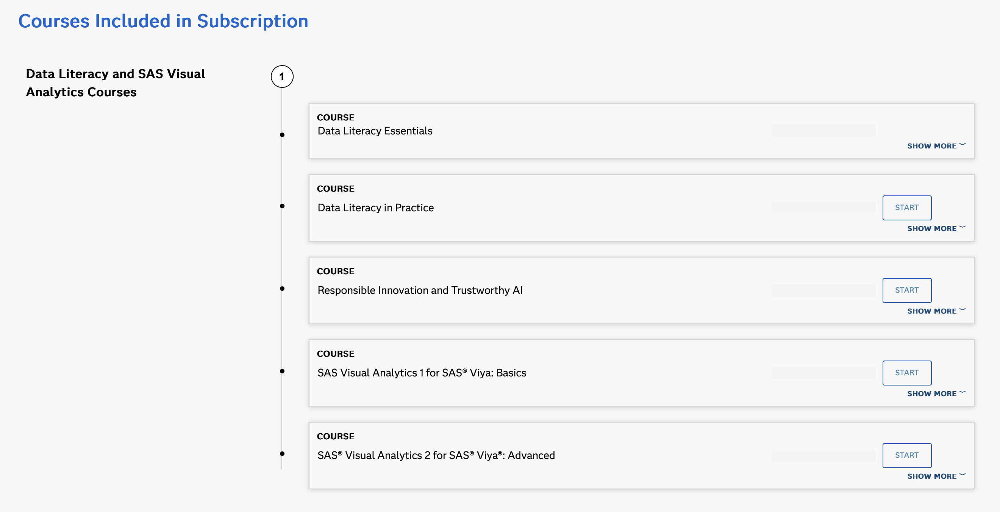 Courses Included in Subscription
Data Literacy and SAS Visual
Analytics Courses
1
COURSE
Data Literacy Essentials
SHOW MORE
COURSE
Data Literacy in Practice
START
SHOW MORE
COURSE
Responsible Innovation and Trustworthy AI
START
SHOW MORE
COURSE
SAS Visual Analytics 1 for SAS® Viya: Basics
START
SHOW MORE
COURSE
SAS® Visual Analytics 2 for SAS® Viya®: Advanced
START
SHOW MORE